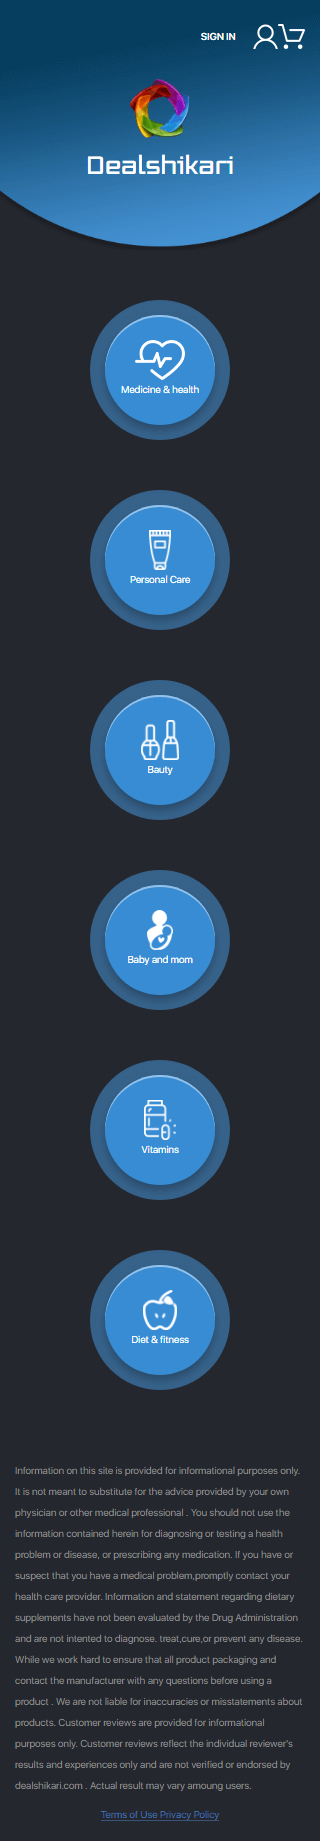 SIGN IN
Dealshikari
Medicine & health
Personal Care
Bauty
Baby and mom
Vitamins
Diet & fitness
Information on this site is provided for informational purposes only.
It is not meant to substitute for the advice provided by your own
physician or other medical professional . You should not use the
information contained herein for diagnosing or testing a health
problem or disease, or prescribing any medication. If you have or
suspect that you have a medical problem,promptly contact your
health care provider. Information and statement regarding dietary
supplements have not been evaluated by the Drug Administration
and are not intented to diagnose. treat,cure,or prevent any disease.
While we work hard to ensure that all product packaging and
contact the manufacturer with any questions before using a
product . We are not liable for inaccuracies or misstatements about
products. Customer reviews are provided for informational
purposes only. Customer reviews reflect the individual reviewer's
results and experiences only and are not verified or endorsed by
dealshikari.com . Actual result may vary amoung users.
Terms of Use Privacy Policy